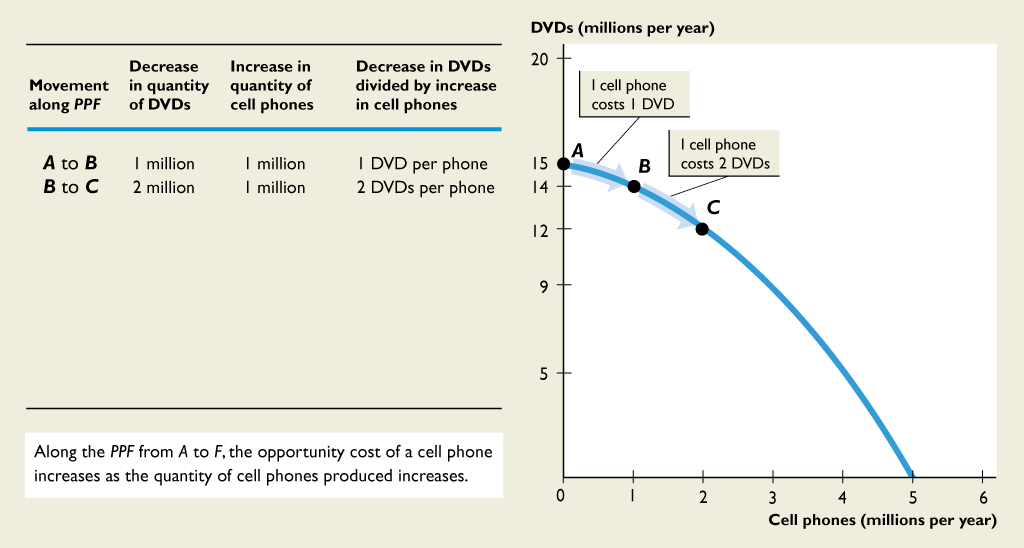 Movement
along PPF
Decrease
in quantity
of DVDs
Increase in
quantity of
cell phones
Decrease in DVDs
divided by increase
in cell phones
A to B 1 million 1 million 1 DVD per phone
B to C 2 million 1 million 2 DVDs per phone
Along the PPF from A to F, the opportunity cost of a cell phone
increases as the quantity of cell phones produced increases.
DVDs (millions per year)
20
15
14
12
9
5
1 cell phone
costs 1 DVD
1 cell phone
costs 2 DVDs
A
B
C
0 1 2 3 4 5 6
Cell phones (millions per year)